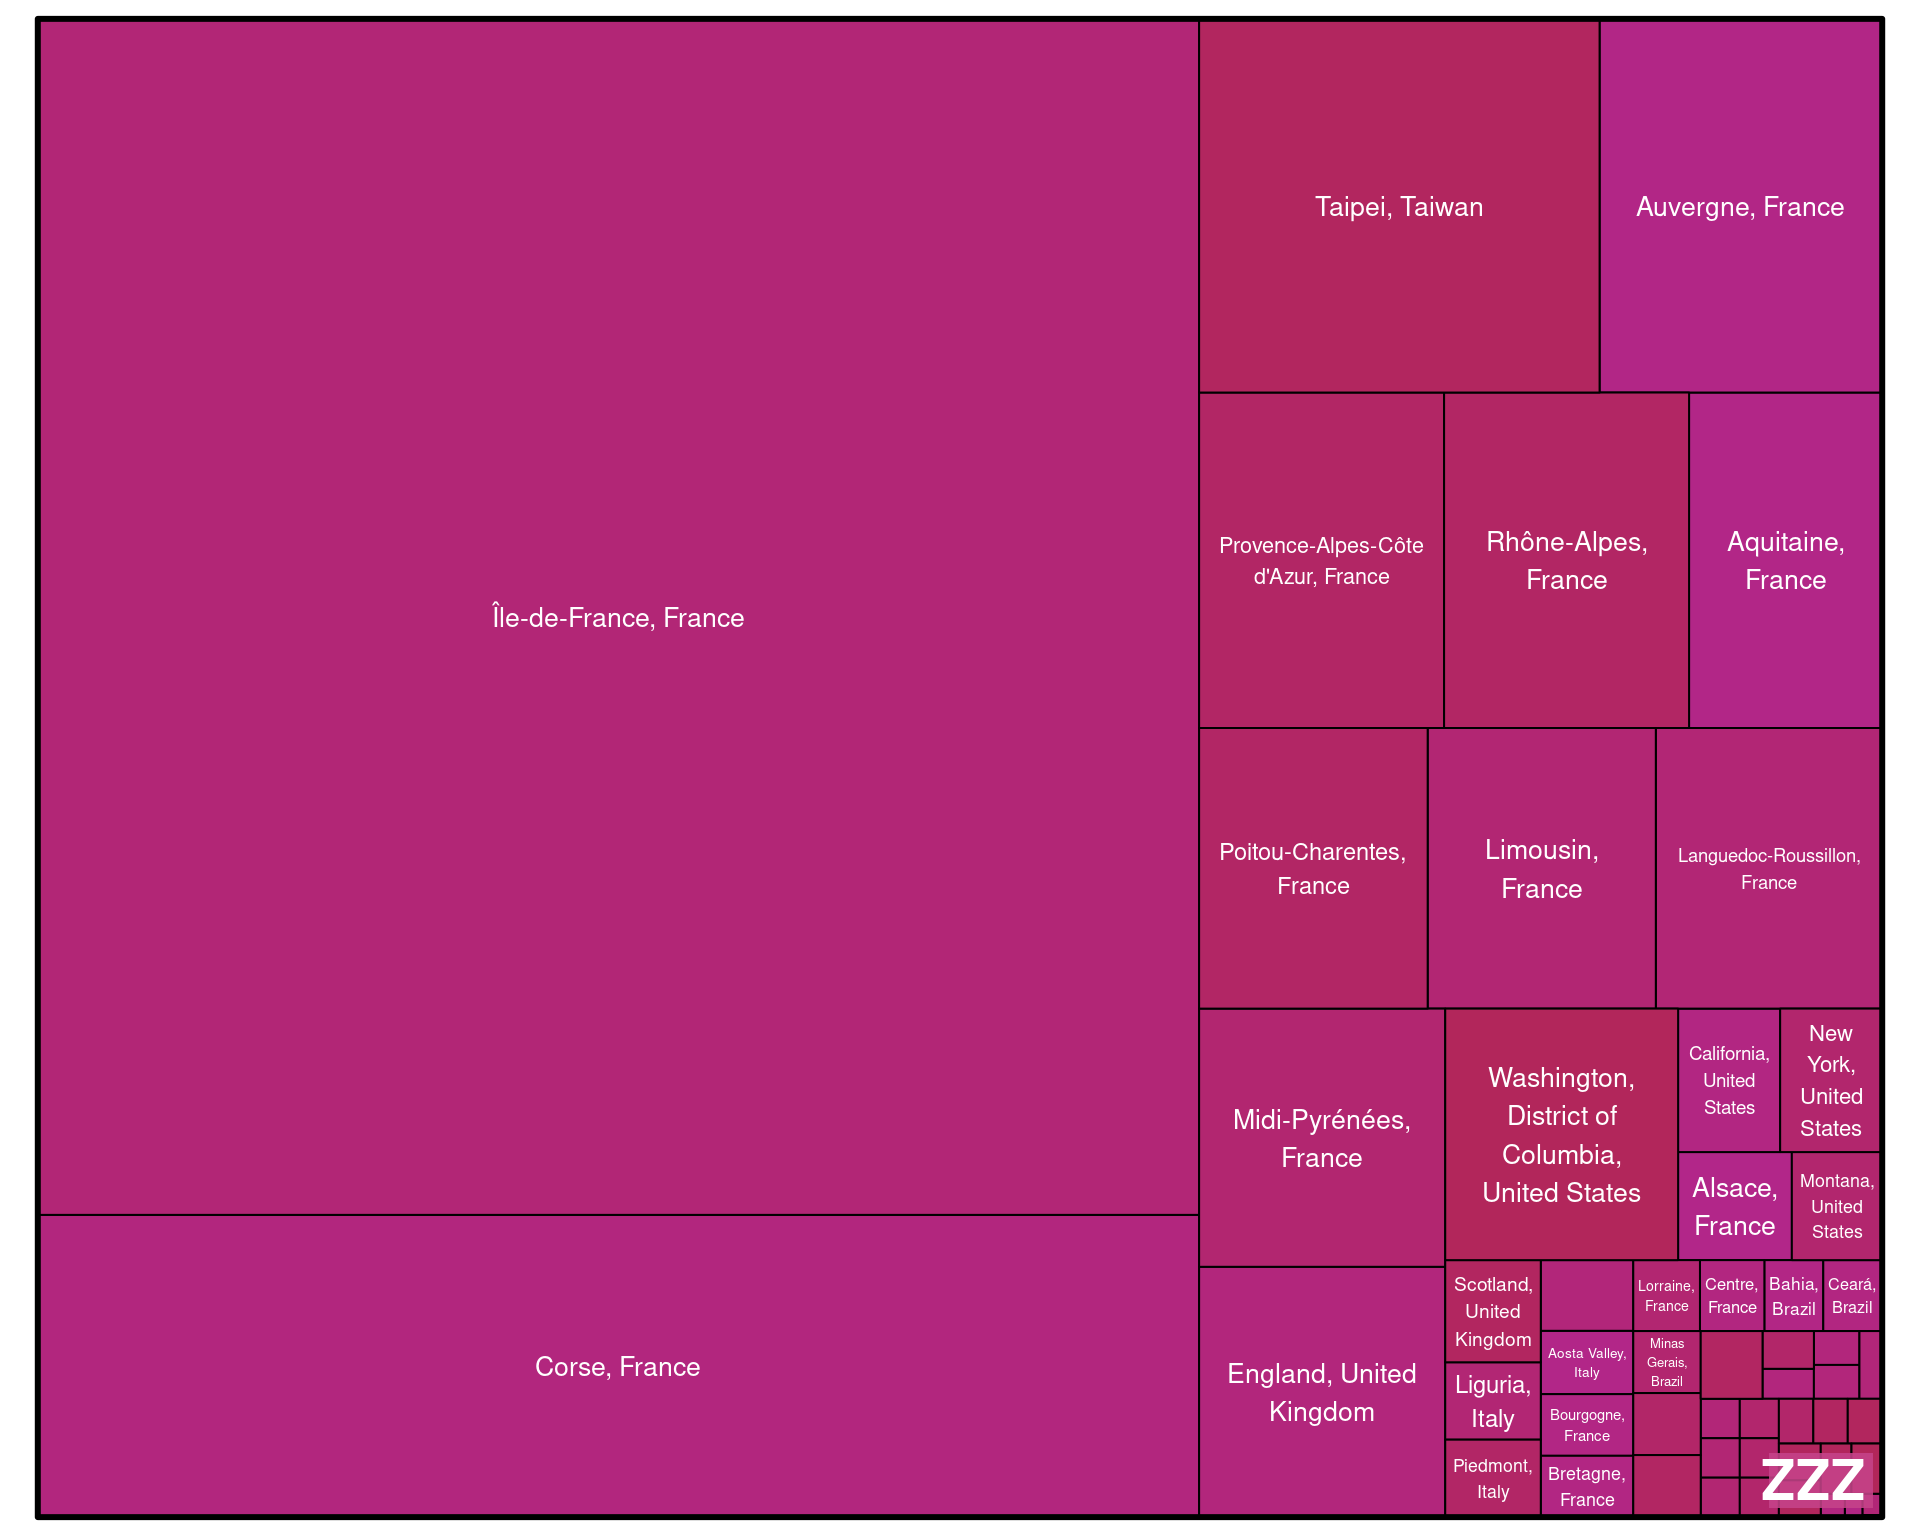 Île-de-France, France
Corse, France
Taipei, Taiwan
Auvergne, France
Provence-Alpes-Côte
d'Azur, France
Rhône-Alpes,
France
Aquitaine,
France
Poitou-Charentes,
France
Limousin,
France
Languedoc-Roussillon,
France
Midi-Pyrénées,
France
England, United
Kingdom
Washington,
District of
Columbia,
United States
California,
United
States
New
York,
United
States
Alsace,
France
Montana,
United
States
Scotland,
United
Kingdom
Liguria,
Italy
Piedmont,
Italy
Aosta Valley,
Italy
Bourgogne,
France
Bretagne,
France
Lorraine,
France
Centre,
France
Bahia,
Brazil
Ceará,
Brazil
Minas
Gerais,
Brazil
ZZZ